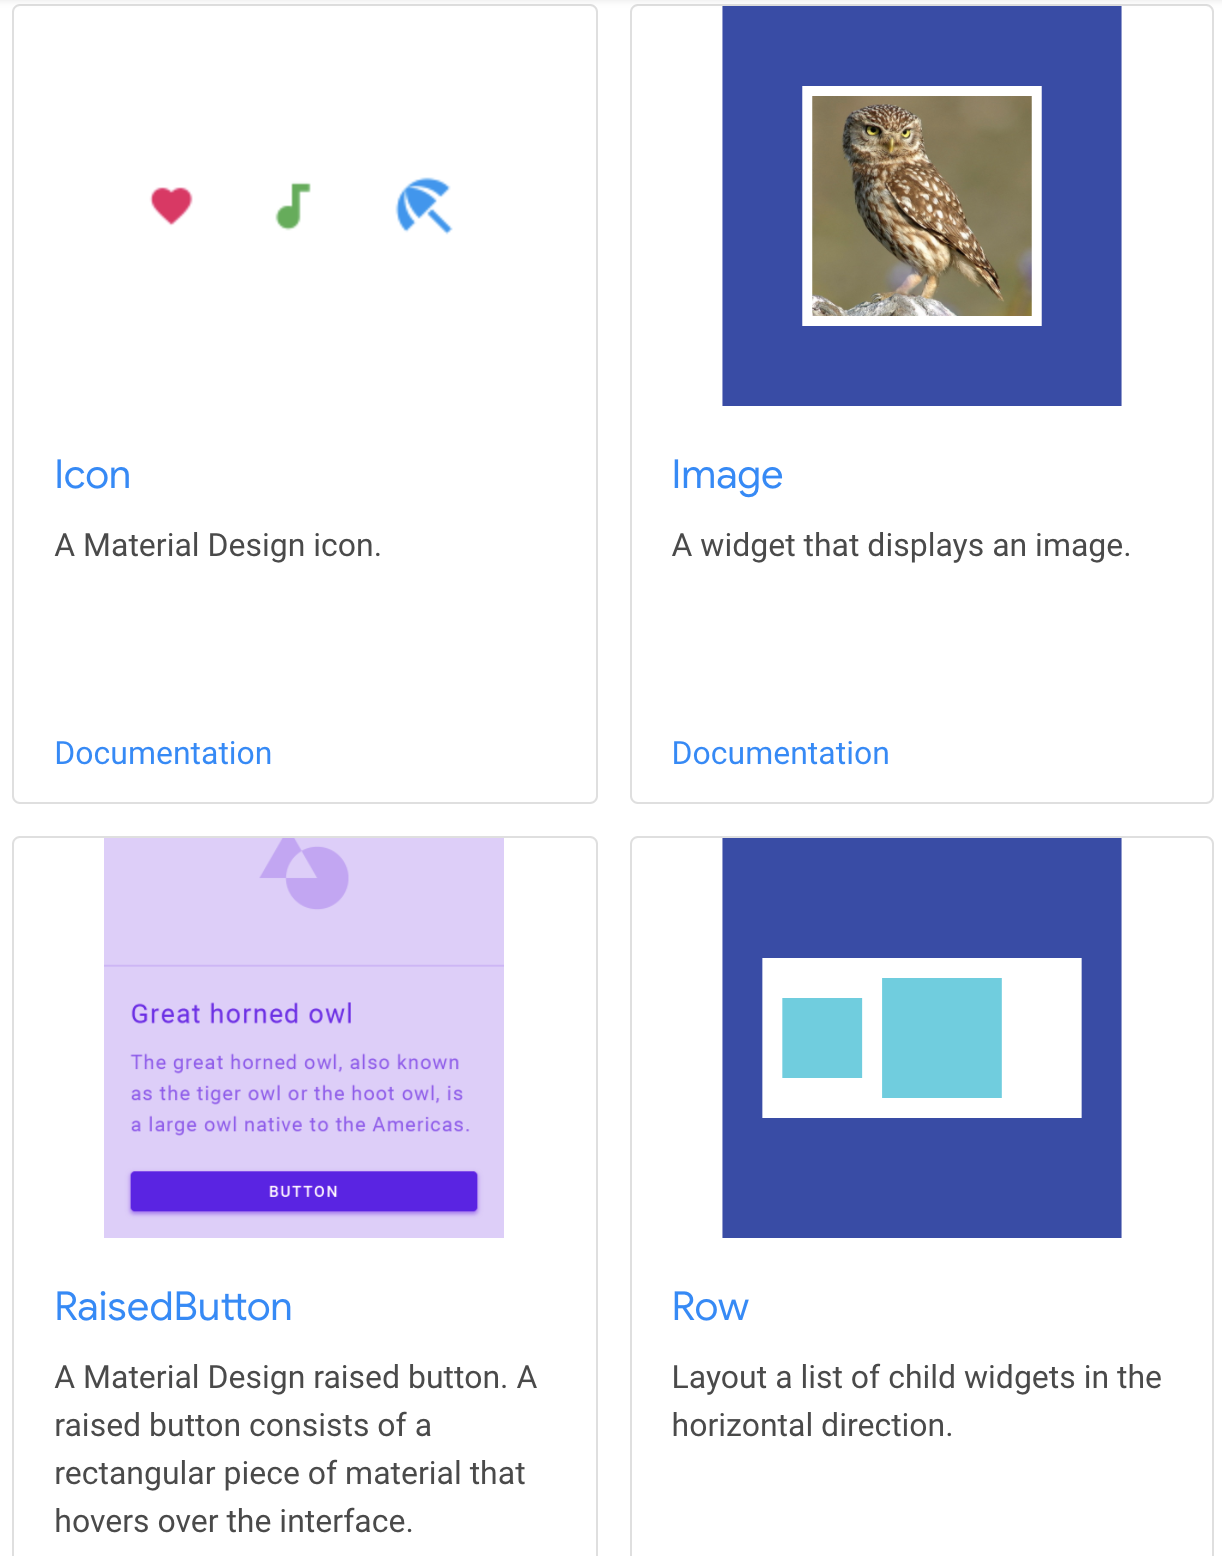 Icon
A Material Design icon.
Documentation
Image
A widget that displays an image.
Documentation
Great horned owl
The great horned owl, also known
as the tiger owl or the hoot owl, is
a large owl native to the Americas.
BUTTON
RaisedButton
A Material Design raised button. A
raised button consists of a
rectangular piece of material that
hovers over the interface.
Row
Layout a list of child widgets in the
horizontal direction.